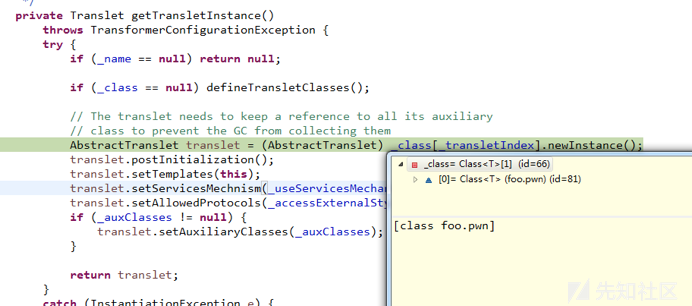 */
private Translet getTransletInstance()
throws TransformerConfigurationException {
try {
if (_name == null) return null;
if (_class == null) defineTransletClasses();
// The translet needs to keep a reference to all its auxiliary
// class to prevent the GC from collecting them
AbstractTranslet translet = (AbstractTranslet) _class[_transletIndex].newInstance();
translet.postInitialization();
translet.setTemplates(this);
translet.setServicesMechnism(_useServicesMechan
translet.setAllowedProtocols(_accessExternalSty
if (_auxClasses != null) {
translet.setAuxiliaryClasses(_auxClasses);
}
return translet;
}
catch (InstantiationException e) {
_class= Class<T>[1] (id=66)
[0]= Class<T> (foo.pwn) (id=81)
[class foo.pwn]
先知社区